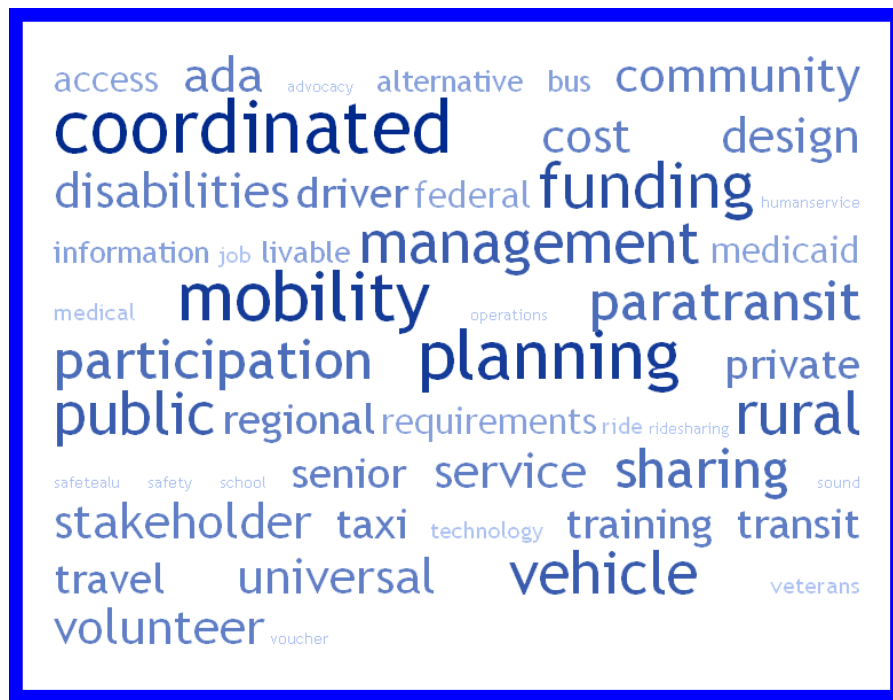 access ada advocacy alternative bus community
coordinated cost design
disabilities driver federal funding humanservice
information job livable management medicaid
medical mobility operations paratransit
participation planning private
public regional requirements ride ridesharing rural
safetealu safety school senior service sharing sound
stakeholder taxi technology training transit
travel universal vehicle veterans
volunteer voucher